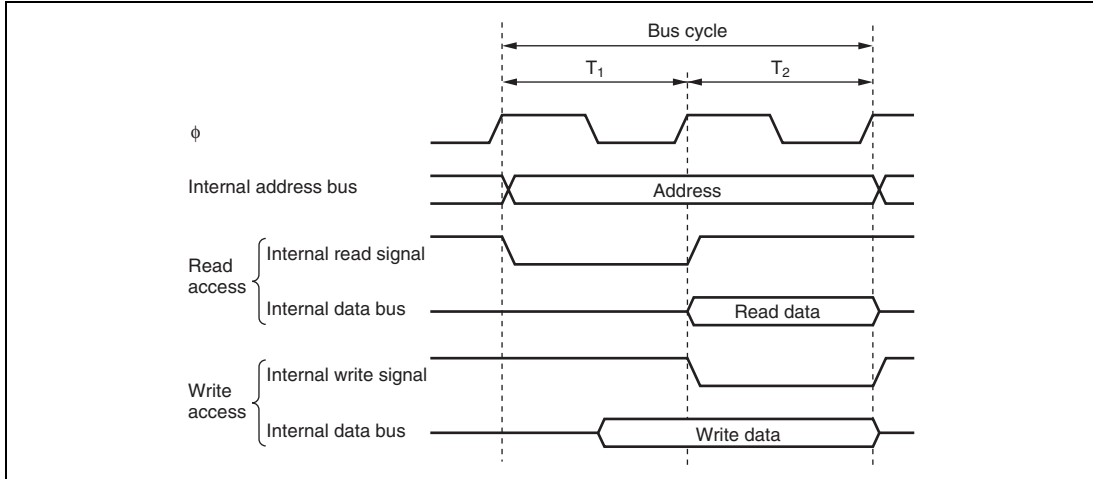 Bus cycle
T₁ T₂
ϕ
Internal address bus
Address
Read access
Internal read signal
Internal data bus
Read data
Write access
Internal write signal
Internal data bus
Write data